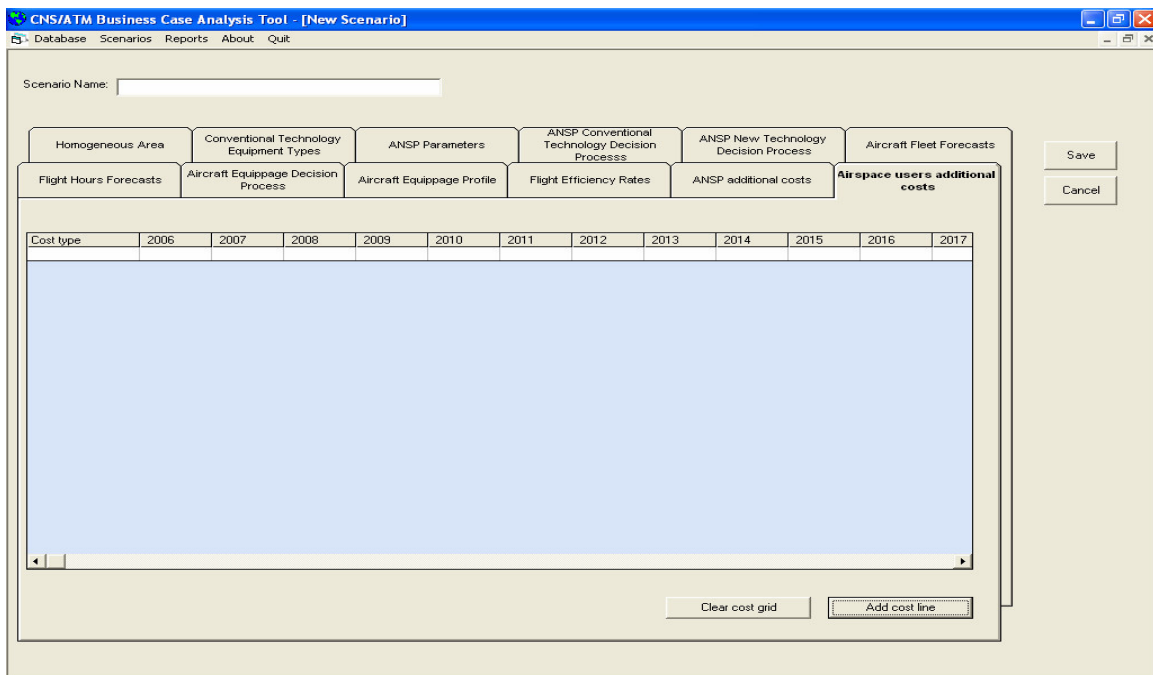 CNS/ATM Business Case Analysis Tool - [New Scenario]
Database Scenarios Reports About Quit
Scenario Name:
Homogeneous Area
Conventional Technology
Equipment Types
ANSP Parameters
ANSP Conventional
Technology Decision
Processs
ANSP New Technology
Decision Process
Aircraft Fleet Forecasts
Flight Hours Forecasts
Aircraft Equippage Decision
Process
Aircraft Equippage Profile
Flight Efficiency Rates
ANSP additional costs
Airspace users additional
costs
Save
Cancel
Cost type 2006 2007 2008 2009 2010 2011 2012 2013 2014 2015 2016 2017
Clear cost grid
Add cost line